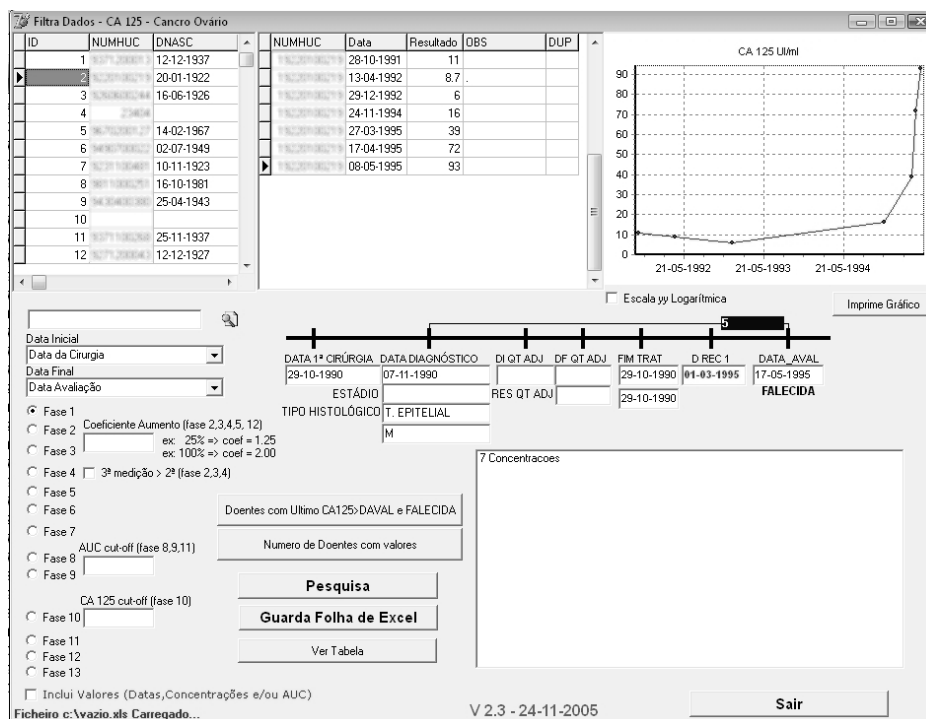 Filtra Dados - CA 125 - Cancro Ovário
ID NUMHUC DNASC
1 12-12-1937
2 20-01-1922
3 16-06-1926
4
5 14-02-1967
6 02-07-1949
7 10-11-1923
8 16-10-1981
9 25-04-1943
10
11 25-11-1937
12 12-12-1927
NUMHUC Data Resultado OBS DUP
28-10-1991 11
13-04-1992 8.7 .
29-12-1992 6
24-11-1994 16
27-03-1995 39
17-04-1995 72
08-05-1995 93
CA 125 UI/ml
90
80
70
60
50
40
30
20
10
0
21-05-1992 21-05-1993 21-05-1994
Escala yy Logarítmica
Imprime Gráfico
Data Inicial
Data da Cirurgia
Data Final
Data Avaliação
5
DATA 1ª CIRÚRGIA DATA DIAGNÓSTICO DI QT ADJ DF QT ADJ FIM TRAT D REC 1 DATA_AVAL
29-10-1990 07-11-1990 29-10-1990 01-03-1995 17-05-1995
ESTÁDIO RES QT ADJ 29-10-1990 FALECIDA
TIPO HISTOLÓGICO T. EPITELIAL
M
Fase 1
Fase 2 Coeficiente Aumento (fase 2,3,4,5, 12)
ex: 25% => coef = 1.25
Fase 3 ex: 100% => coef = 2.00
Fase 4 3ª medição > 2ª (fase 2,3,4)
Fase 5
Fase 6
Fase 7
AUC cut-off (fase 8,9,11)
Fase 8
Fase 9
CA 125 cut-off (fase 10)
Fase 10
Fase 11
Fase 12
Fase 13
Doentes com Ultimo CA125>DAVAL e FALECIDA
Numero de Doentes com valores
Pesquisa
Guarda Folha de Excel
Ver Tabela
7 Concentracoes
Inclui Valores (Datas,Concentrações e/ou AUC)
Ficheiro c:\vazio.xls Carregado...
V 2.3 - 24-11-2005
Sair